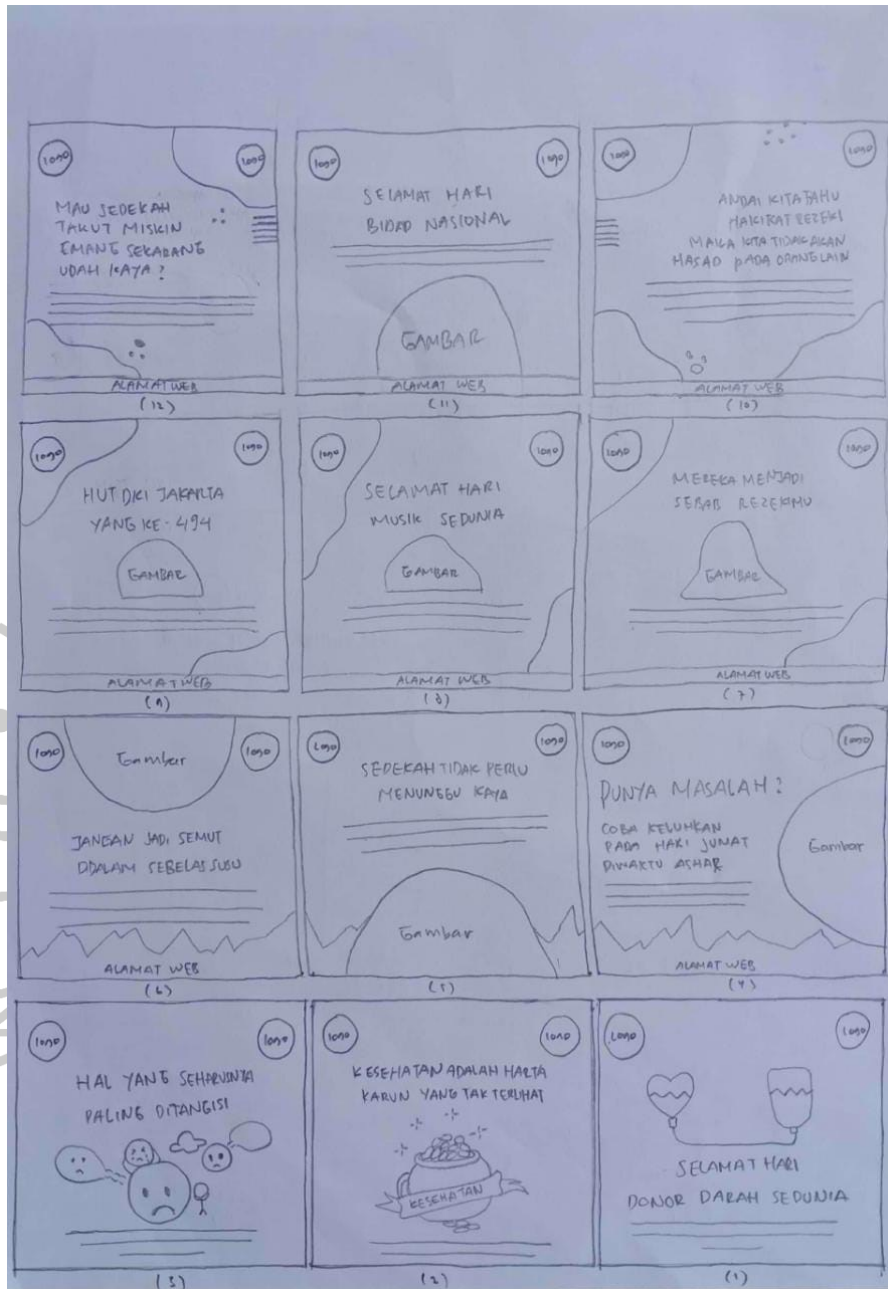 logo
logo
MAU SEDEKAH
TAKUT MISKIN
EMANG SEKARANG
UDAH KAYA?
ALAMAT WEB
(12)
logo
logo
SELAMAT HARI
BIDAD NASIONAL
GAMBAR
ALAMAT WEB
(11)
logo
logo
ANDAI KITA TAHU
HAKIKAT REZEKI
MAKA KITA TIDAK AKAN
HASAD PADA ORANG LAIN
ALAMAT WEB
(10)
logo
logo
HUT DKI JAKARTA
YANG KE-494
GAMBAR
ALAMAT WEB
(9)
logo
logo
SELAMAT HARI
MUSIK SEDUNIA
GAMBAR
ALAMAT WEB
(8)
logo
logo
MEREKA MENJADI
SEBAB REZEKIMU
GAMBAR
ALAMAT WEB
(7)
logo
Gambar
logo
JANGAN JADI SEMUT
DIDALAM SEBELAS SUSU
ALAMAT WEB
(6)
Logo
logo
SEDEKAH TIDAK PERLU
MENUNGGU KAYA
Gambar
(5)
logo
logo
PUNYA MASALAH?
COBA KELUHKAN
PADA HARI JUMAT
DIWAKTU ASHAR
Gambar
ALAMAT WEB
(4)
logo
logo
HAL YANG SEHARUSNYA
PALING DITANGISI
(3)
logo
logo
KESEHATAN ADALAH HARTA
KARUN YANG TAK TERLIHAT
KESEHATAN
(2)
Logo
Logo
SELAMAT HARI
DONOR DARAH SEDUNIA
(1)